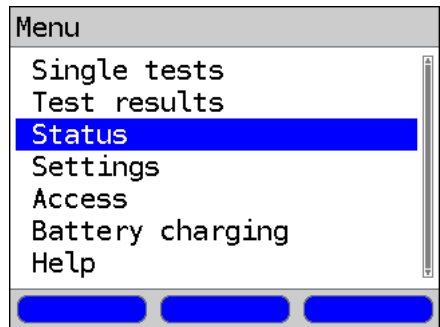 Menu
Single tests
Test results
Status
Settings
Access
Battery charging
Help